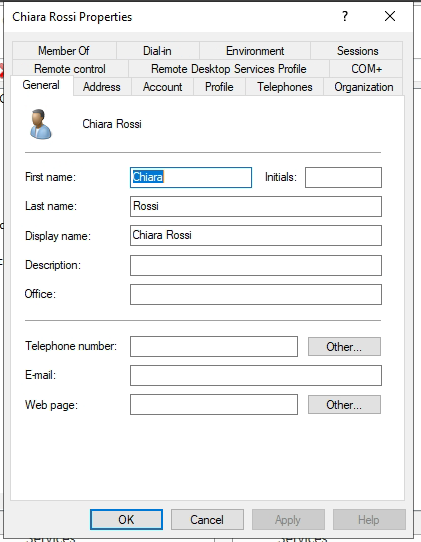 Chiara Rossi Properties
Member Of Dial-in Environment Sessions
Remote control Remote Desktop Services Profile COM+
General Address Account Profile Telephones Organization
Chiara Rossi
First name: Chiara Initials:
Last name: Rossi
Display name: Chiara Rossi
Description:
Office:
Telephone number: Other...
E-mail:
Web page: Other...
OK Cancel Apply Help
Services Services